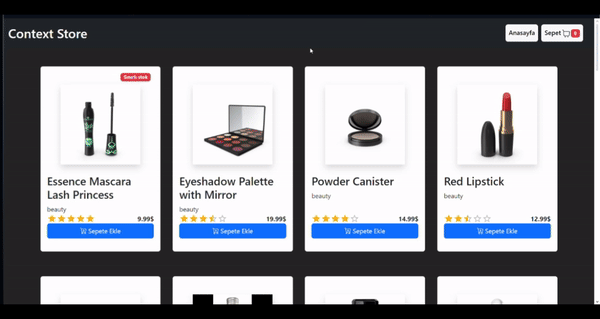 Context Store
Anasayfa
Sepet 0
Sınırlı stok
Essence Mascara
Lash Princess
beauty
9.99$
Sepete Ekle
Eyeshadow Palette
with Mirror
beauty
19.99$
Sepete Ekle
Powder Canister
beauty
14.99$
Sepete Ekle
Red Lipstick
beauty
12.99$
Sepete Ekle